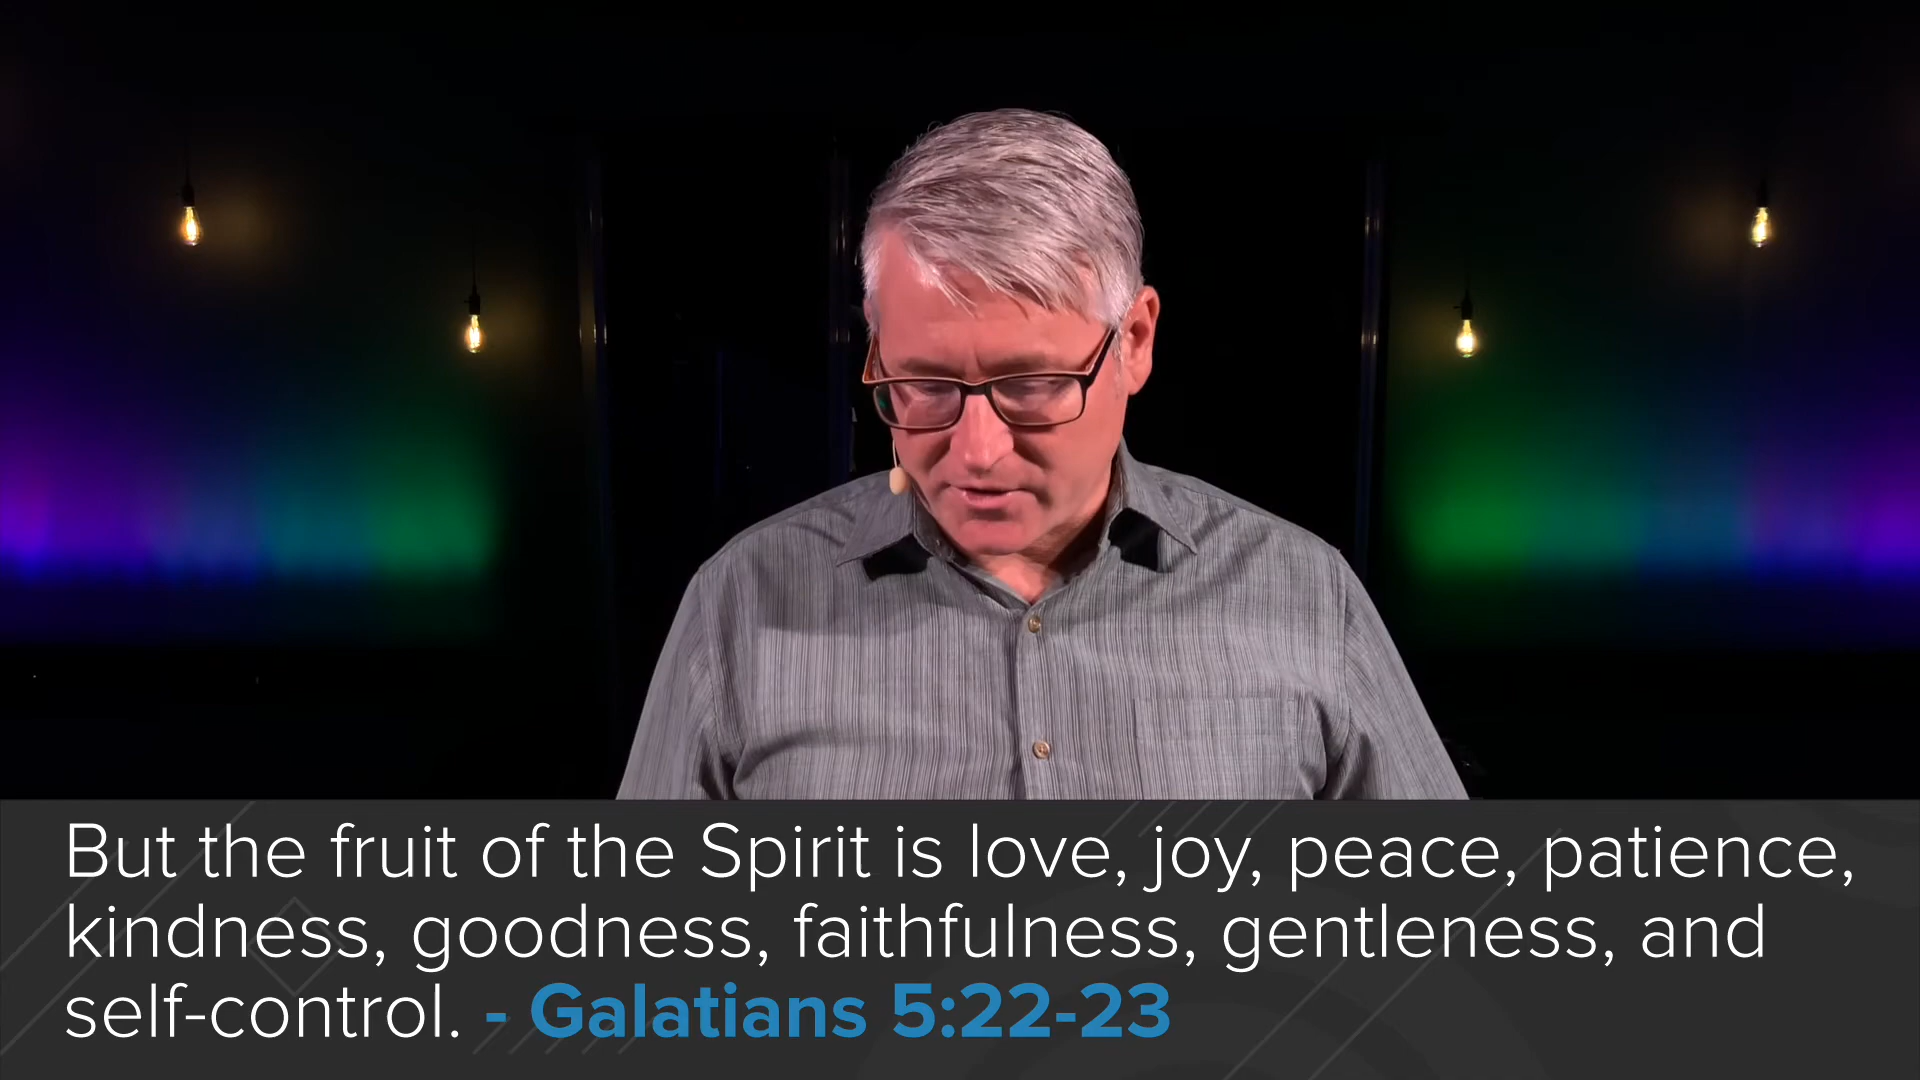 But the fruit of the Spirit is love, joy, peace, patience,
kindness, goodness, faithfulness, gentleness, and
self-control. - Galatians 5:22-23